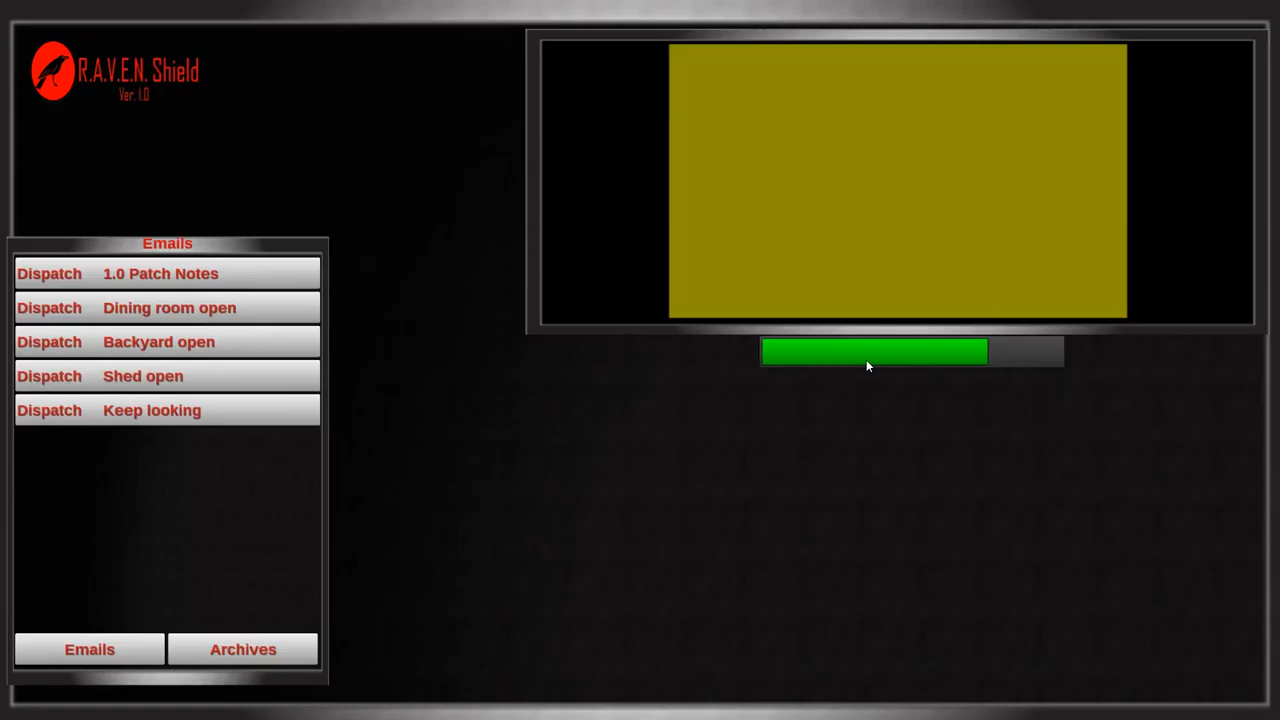 R.A.V.E.N. Shield
Ver. 1.0
Emails
Dispatch 1.0 Patch Notes
Dispatch Dining room open
Dispatch Backyard open
Dispatch Shed open
Dispatch Keep looking
Emails Archives